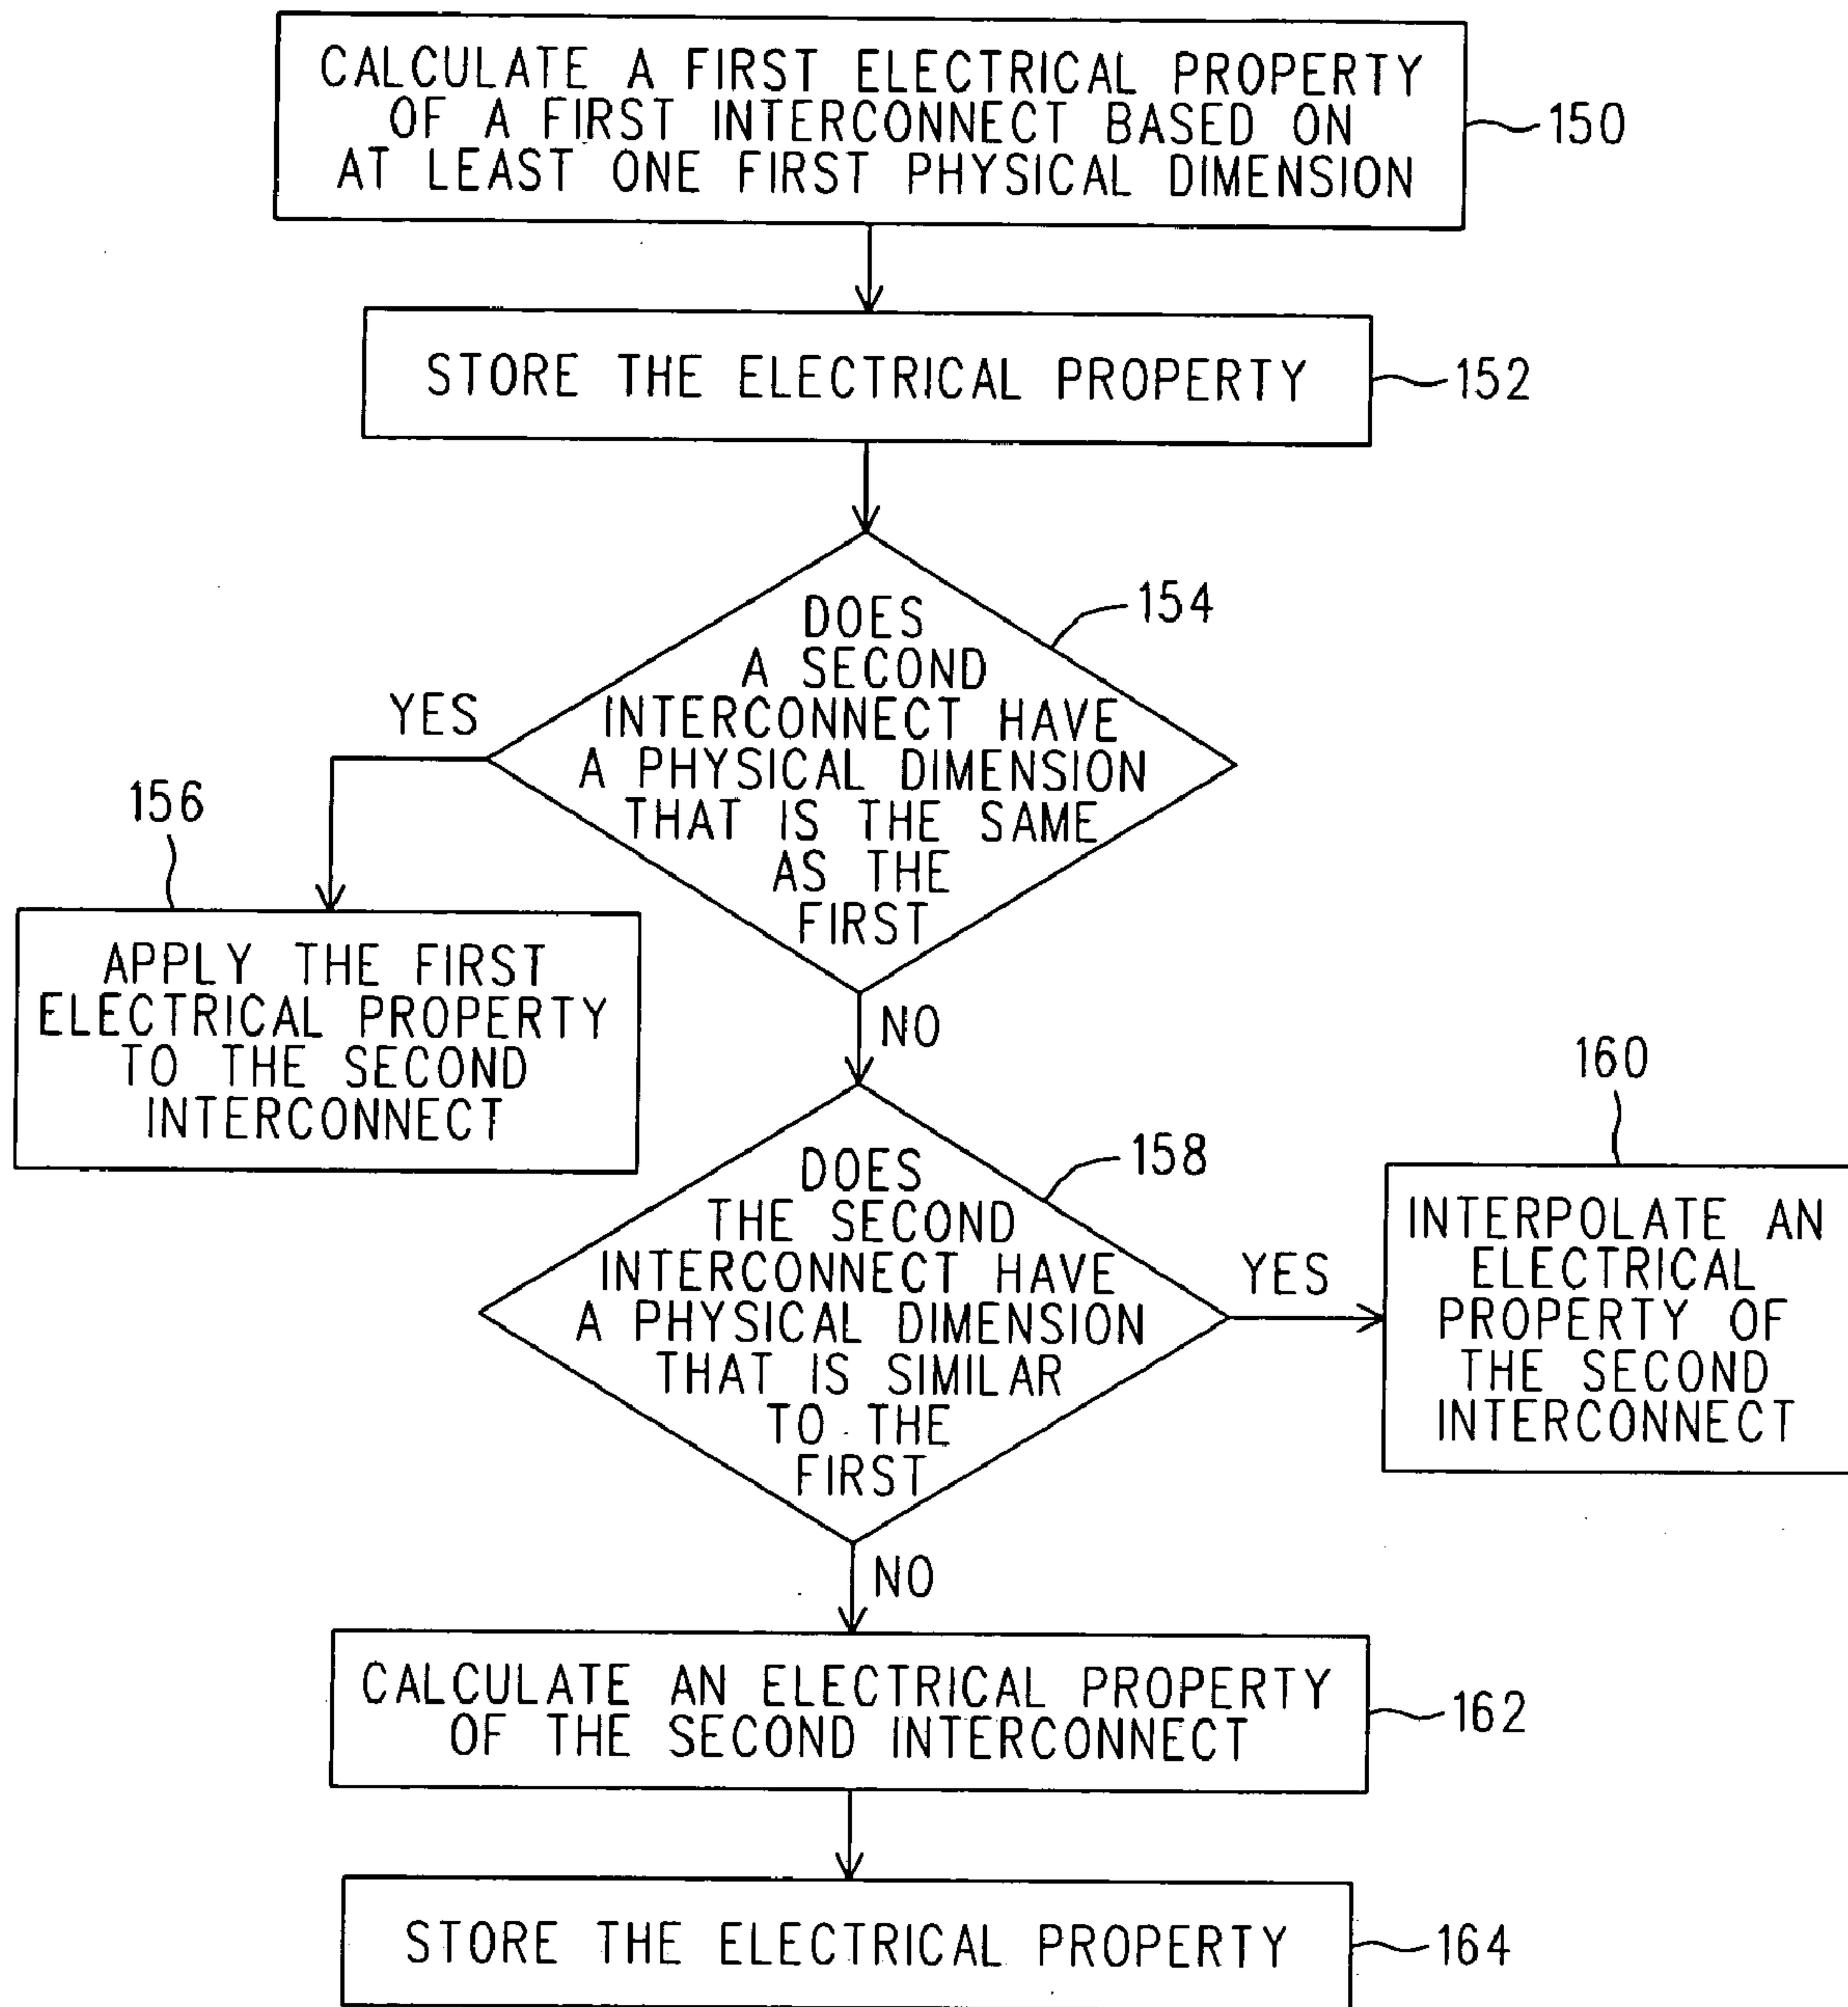 CALCULATE A FIRST ELECTRICAL PROPERTY
OF A FIRST INTERCONNECT BASED ON
AT LEAST ONE FIRST PHYSICAL DIMENSION
150
STORE THE ELECTRICAL PROPERTY
152
DOES
A SECOND
INTERCONNECT HAVE
A PHYSICAL DIMENSION
THAT IS THE SAME
AS THE
FIRST
154
YES
156
APPLY THE FIRST
ELECTRICAL PROPERTY
TO THE SECOND
INTERCONNECT
NO
DOES
THE SECOND
INTERCONNECT HAVE
A PHYSICAL DIMENSION
THAT IS SIMILAR
TO THE
FIRST
158
YES
160
INTERPOLATE AN
ELECTRICAL
PROPERTY OF
THE SECOND
INTERCONNECT
NO
CALCULATE AN ELECTRICAL PROPERTY
OF THE SECOND INTERCONNECT
162
STORE THE ELECTRICAL PROPERTY
164